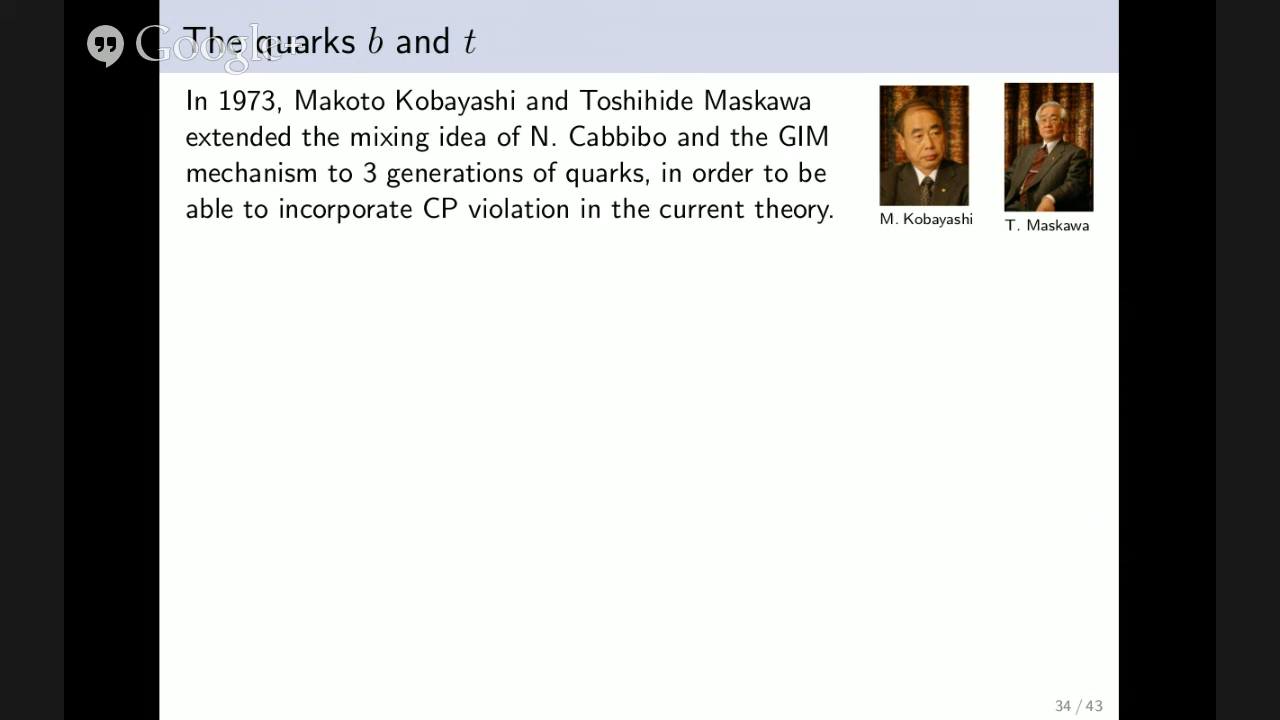 The quarks b and t
Google+
In 1973, Makoto Kobayashi and Toshihide Maskawa
extended the mixing idea of N. Cabbibo and the GIM
mechanism to 3 generations of quarks, in order to be
able to incorporate CP violation in the current theory.
M. Kobayashi
T. Maskawa
34 / 43